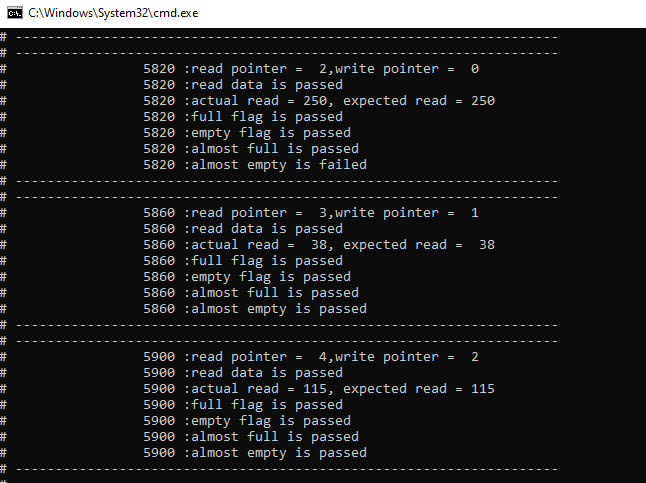 C:\Windows\System32\cmd.exe
# --------------------------------------------------------------------
# --------------------------------------------------------------------
#                 5820 :read pointer =  2,write pointer =  0
#                 5820 :read data is passed
#                 5820 :actual read = 250, expected read = 250
#                 5820 :full flag is passed
#                 5820 :empty flag is passed
#                 5820 :almost full is passed
#                 5820 :almost empty is failed
# --------------------------------------------------------------------
# --------------------------------------------------------------------
#                 5860 :read pointer =  3,write pointer =  1
#                 5860 :read data is passed
#                 5860 :actual read =  38, expected read =  38
#                 5860 :full flag is passed
#                 5860 :empty flag is passed
#                 5860 :almost full is passed
#                 5860 :almost empty is passed
# --------------------------------------------------------------------
# --------------------------------------------------------------------
#                 5900 :read pointer =  4,write pointer =  2
#                 5900 :read data is passed
#                 5900 :actual read = 115, expected read = 115
#                 5900 :full flag is passed
#                 5900 :empty flag is passed
#                 5900 :almost full is passed
#                 5900 :almost empty is passed
# --------------------------------------------------------------------